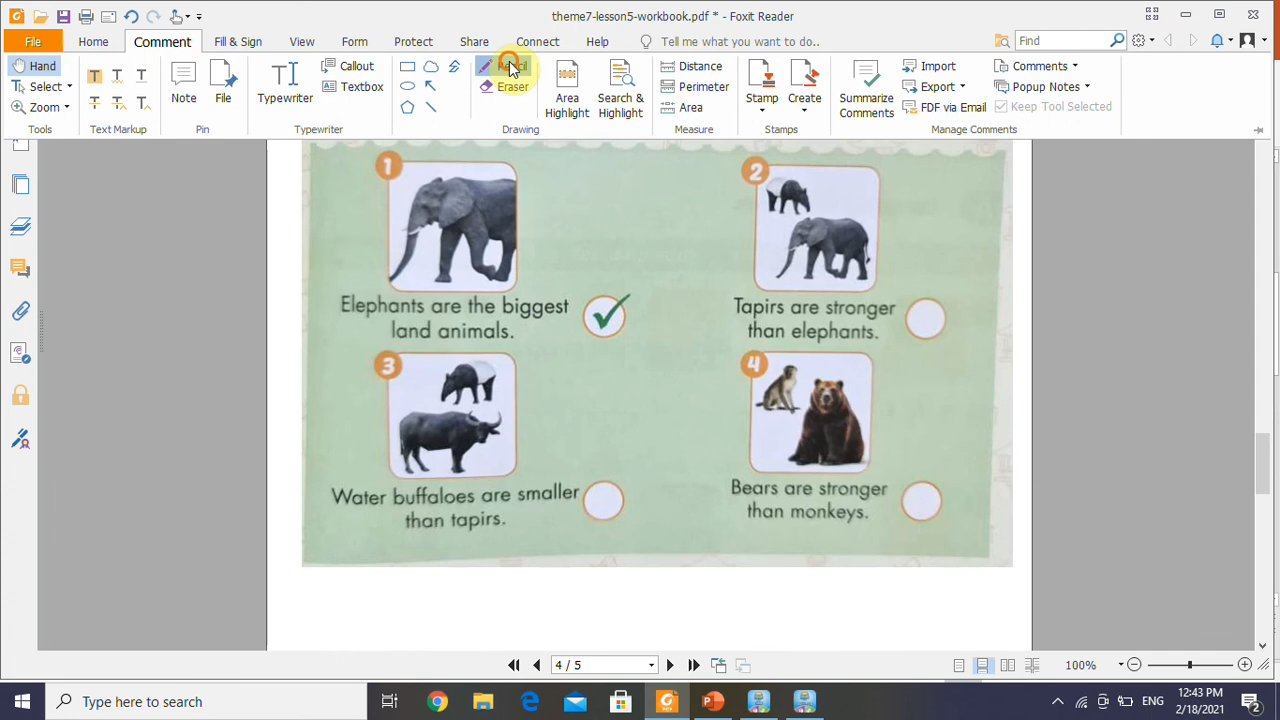 theme7-lesson5-workbook.pdf * - Foxit Reader
File Home Comment Fill & Sign View Form Protect Share Connect Help Tell me what you want to do.. Find
Hand
Select
Zoom
Tools
T T T
T T T
Text Markup
Note File
Pin
Typewriter
Callout
Textbox
Typewriter
Pencil
Eraser
Area Highlight
Search & Highlight
Drawing
Distance
Perimeter
Area
Measure
Stamp
Create
Stamps
Summarize Comments
Import
Export
FDF via Email
Comments
Popup Notes
Keep Tool Selected
Manage Comments
1
Elephants are the biggest
land animals.
2
Tapirs are stronger
than elephants.
3
Water buffaloes are smaller
than tapirs.
4
Bears are stronger
than monkeys.
4 / 5
100%
Type here to search
ENG
12:43 PM
2/18/2021
2